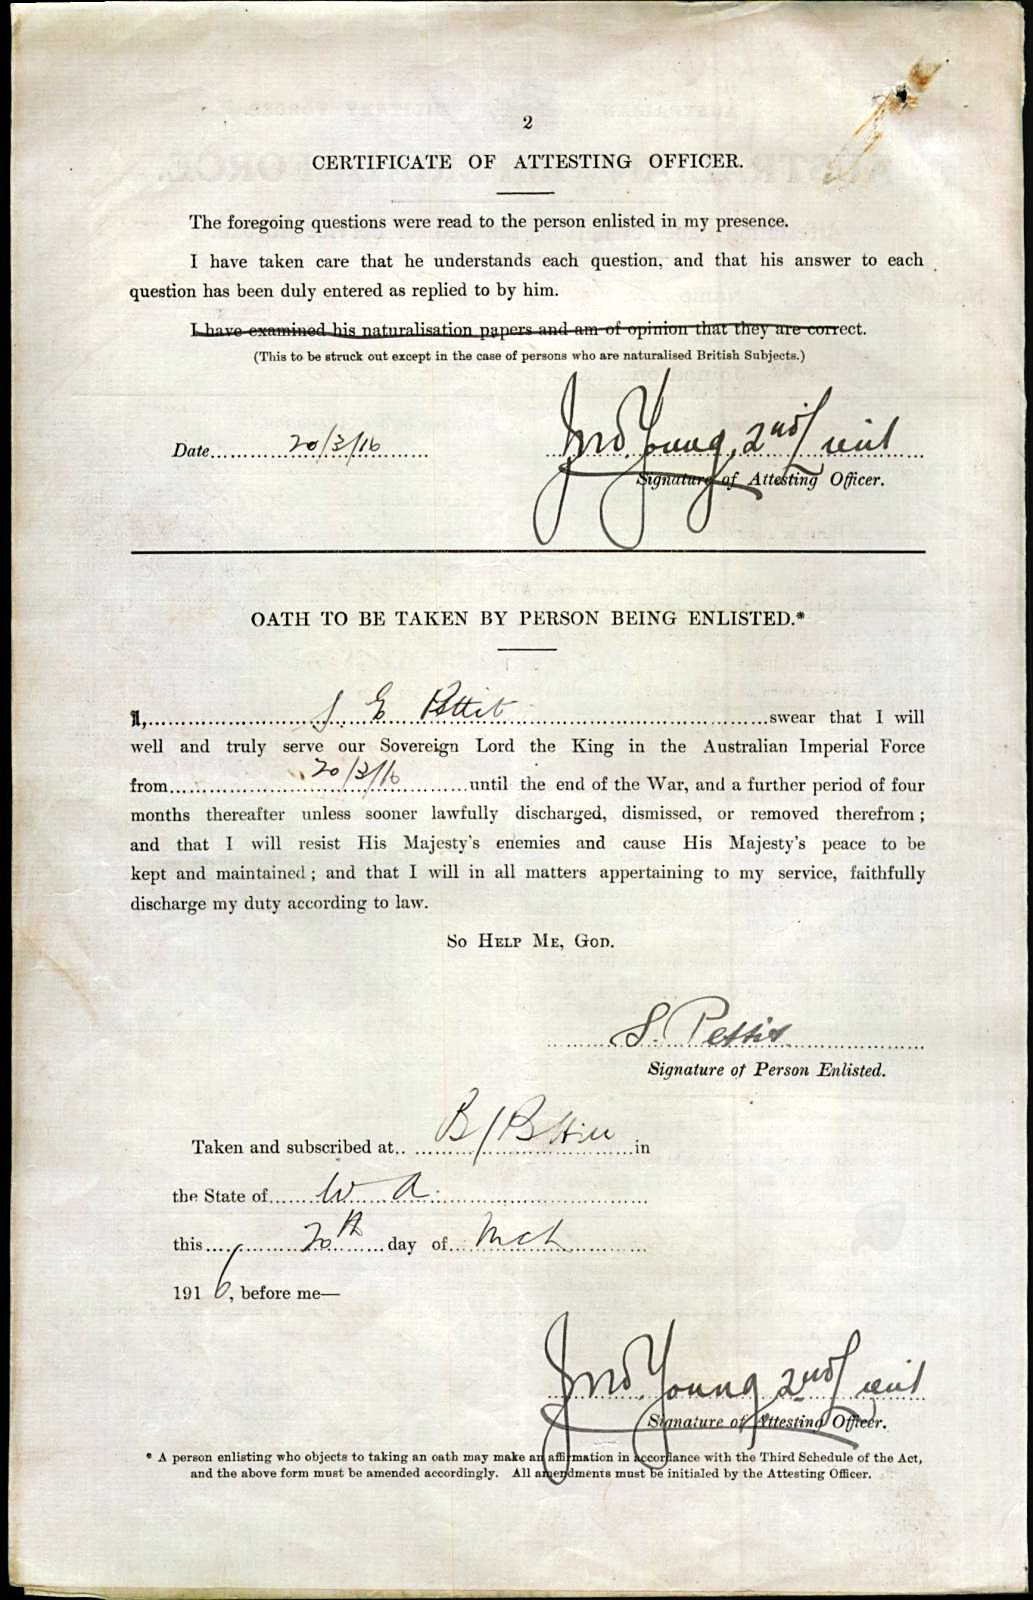 2
CERTIFICATE OF ATTESTING OFFICER.
The foregoing questions were read to the person enlisted in my presence.
I have taken care that he understands each question, and that his answer to each
question has been duly entered as replied to by him.
I have examined his naturalisation papers and am of opinion that they are correct.
(This to be struck out except in the case of persons who are naturalised British Subjects.)
Date 20/3/16 Jno. Young, 2nd Lieut
Signature of Attesting Officer.
OATH TO BE TAKEN BY PERSON BEING ENLISTED.*
I, S. E. Pettit swear that I will
well and truly serve our Sovereign Lord the King in the Australian Imperial Force
from 20/3/16 until the end of the War, and a further period of four
months thereafter unless sooner lawfully discharged, dismissed, or removed therefrom;
and that I will resist His Majesty's enemies and cause His Majesty's peace to be
kept and maintained; and that I will in all matters appertaining to my service, faithfully
discharge my duty according to law.
So Help Me, God.
S. Pettit
Signature of Person Enlisted.
Taken and subscribed at in
the State of W A.
this 20th day of Mch
1916, before me—
Jno. Young 2nd Lieut
Signature of Attesting Officer.
* A person enlisting who objects to taking an oath may make an affirmation in accordance with the Third Schedule of the Act,
and the above form must be amended accordingly. All amendments must be initialed by the Attesting Officer.